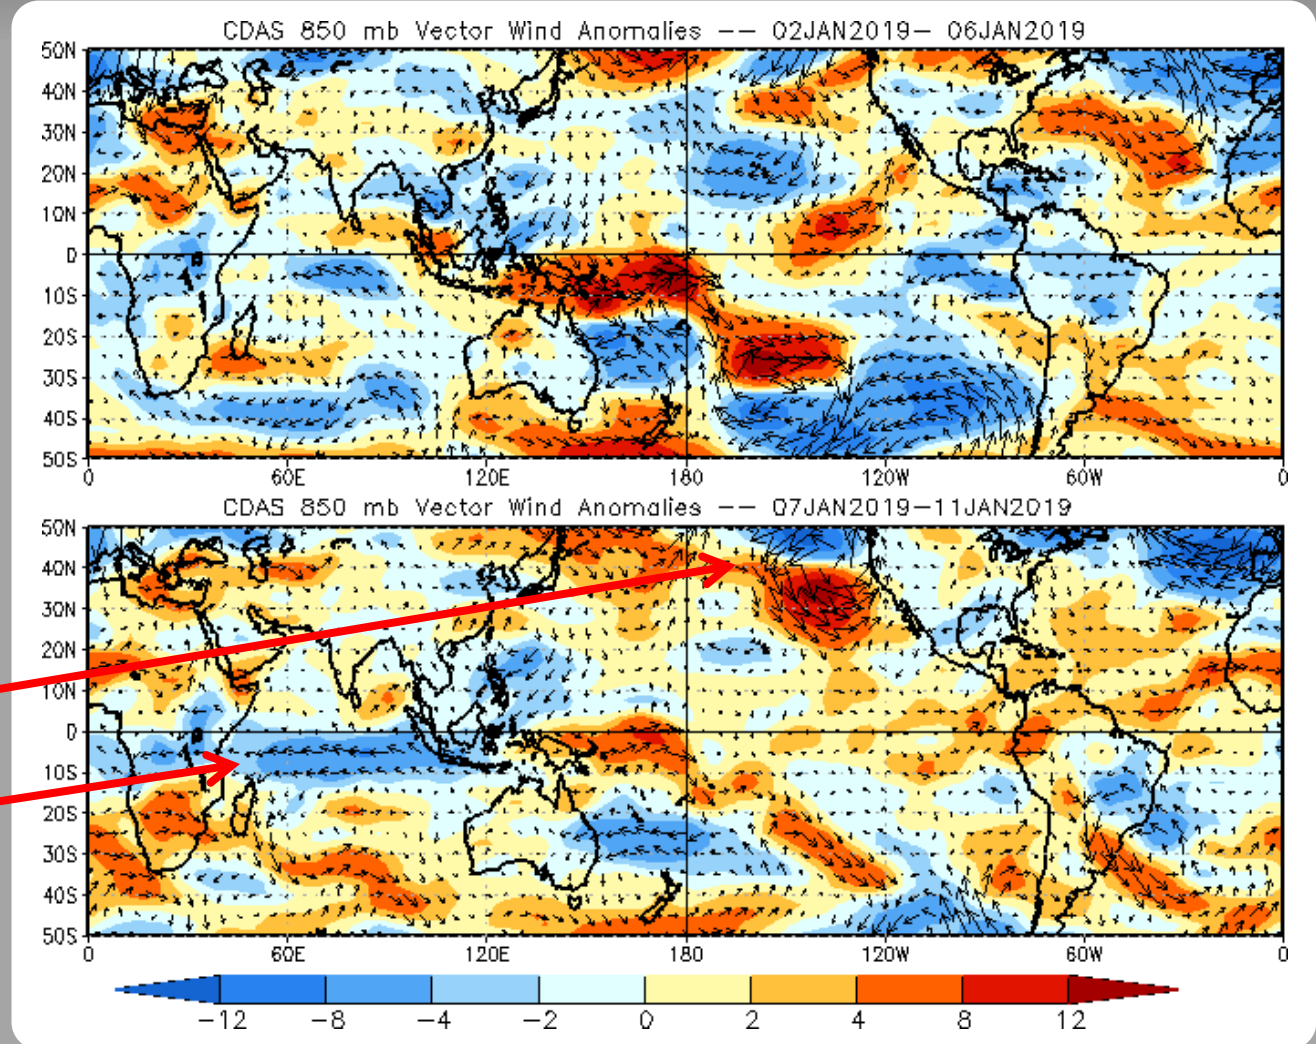 CDAS 850 mb Vector Wind Anomalies -- 02JAN2019- 06JAN2019
50N
40N
30N
20N
10N
0
10S
20S
30S
40S
50S
0 60E 120E 180 120W 60W 0
CDAS 850 mb Vector Wind Anomalies -- 07JAN2019-11JAN2019
50N
40N
30N
20N
10N
0
10S
20S
30S
40S
50S
0 60E 120E 180 120W 60W 0
-12 -8 -4 -2 0 2 4 8 12